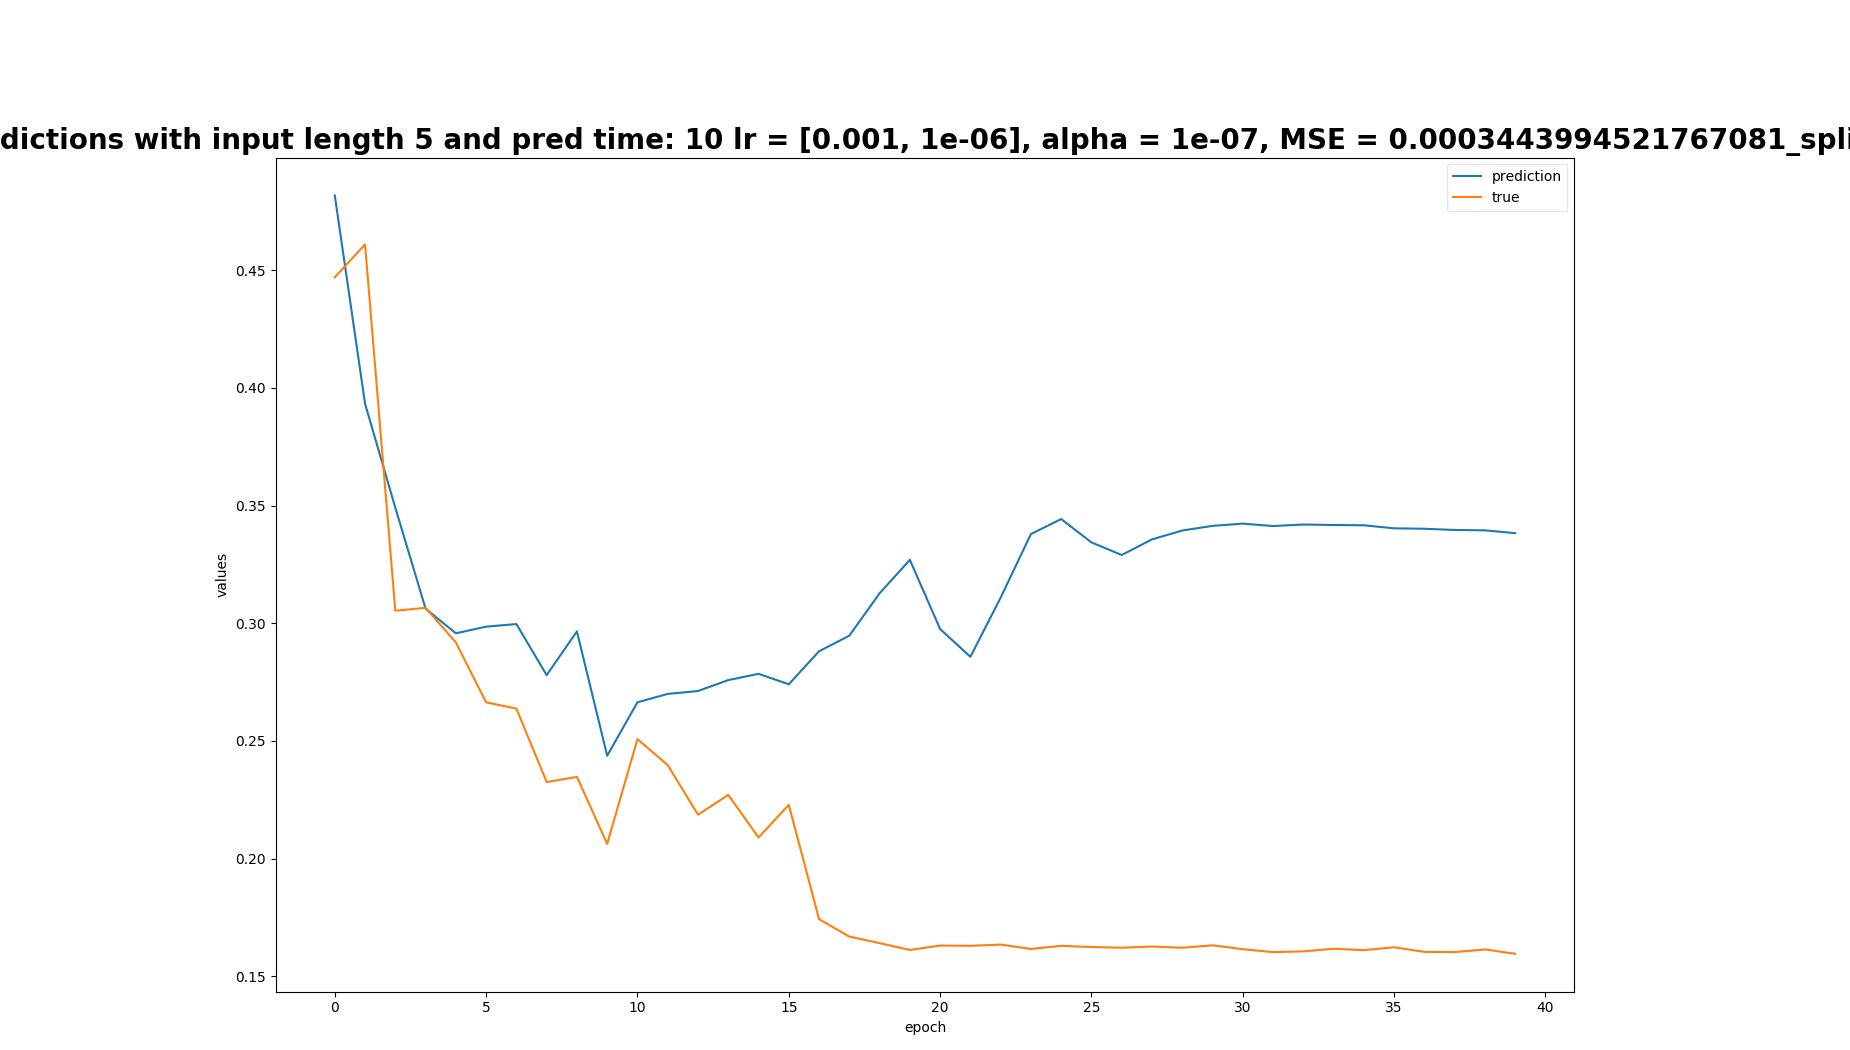 dictions with input length 5 and pred time: 10 lr = [0.001, 1e-06], alpha = 1e-07, MSE = 0.0003443994521767081_spli
prediction
true
0.45
0.40
0.35
0.30
0.25
0.20
0.15
values
0 5 10 15 20 25 30 35 40
epoch